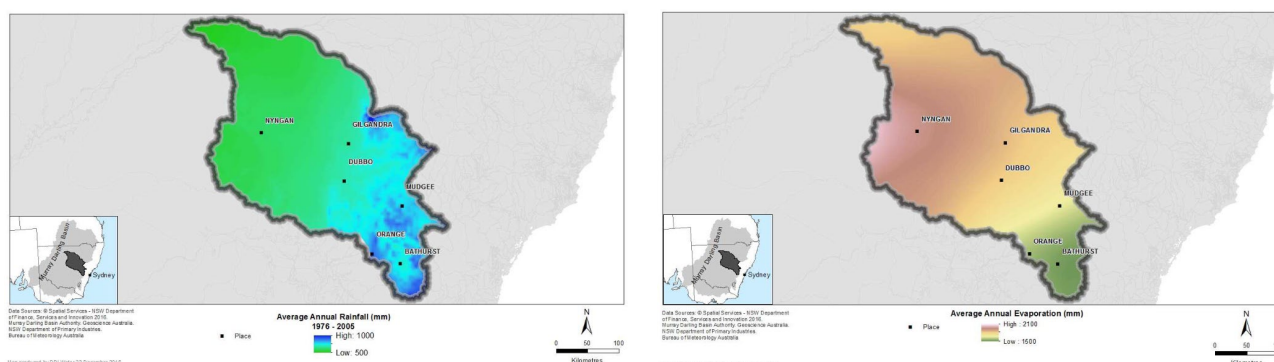 NYNGAN
GILGANDRA
DUBBO
MUDGEE
ORANGE
BATHURST
Murray Darling Basin
Sydney
Data Sources: © Spatial Services - NSW Department
of Finance, Services and Innovation 2016.
Murray Darling Basin Authority. Geoscience Australia.
NSW Department of Primary Industries.
Bureau of Meteorology Australia
Place
Average Annual Rainfall (mm)
1976 - 2005
High: 1000
Low: 500
N
0 50 100
Kilometres
NYNGAN
GILGANDRA
DUBBO
MUDGEE
ORANGE
BATHURST
Murray Darling Basin
Sydney
Data Sources: © Spatial Services - NSW Department
of Finance, Services and Innovation 2016.
Murray Darling Basin Authority. Geoscience Australia.
NSW Department of Primary Industries.
Bureau of Meteorology Australia
Place
Average Annual Evaporation (mm)
High : 2100
Low : 1500
N
0 50
Kilometres